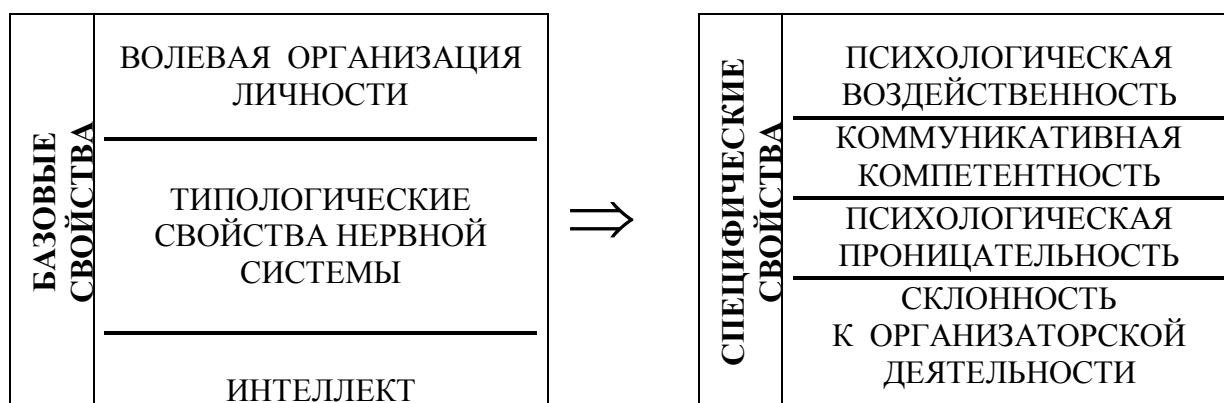 БАЗОВЫЕ
СВОЙСТВА
ВОЛЕВАЯ ОРГАНИЗАЦИЯ
ЛИЧНОСТИ
ТИПОЛОГИЧЕСКИЕ
СВОЙСТВА НЕРВНОЙ
СИСТЕМЫ
ИНТЕЛЛЕКТ
⇒
СПЕЦИФИЧЕСКИЕ
СВОЙСТВА
ПСИХОЛОГИЧЕСКАЯ
ВОЗДЕЙСТВЕННОСТЬ
КОММУНИКАТИВНАЯ
КОМПЕТЕНТНОСТЬ
ПСИХОЛОГИЧЕСКАЯ
ПРОНИЦАТЕЛЬНОСТЬ
СКЛОННОСТЬ
К ОРГАНИЗАТОРСКОЙ
ДЕЯТЕЛЬНОСТИ